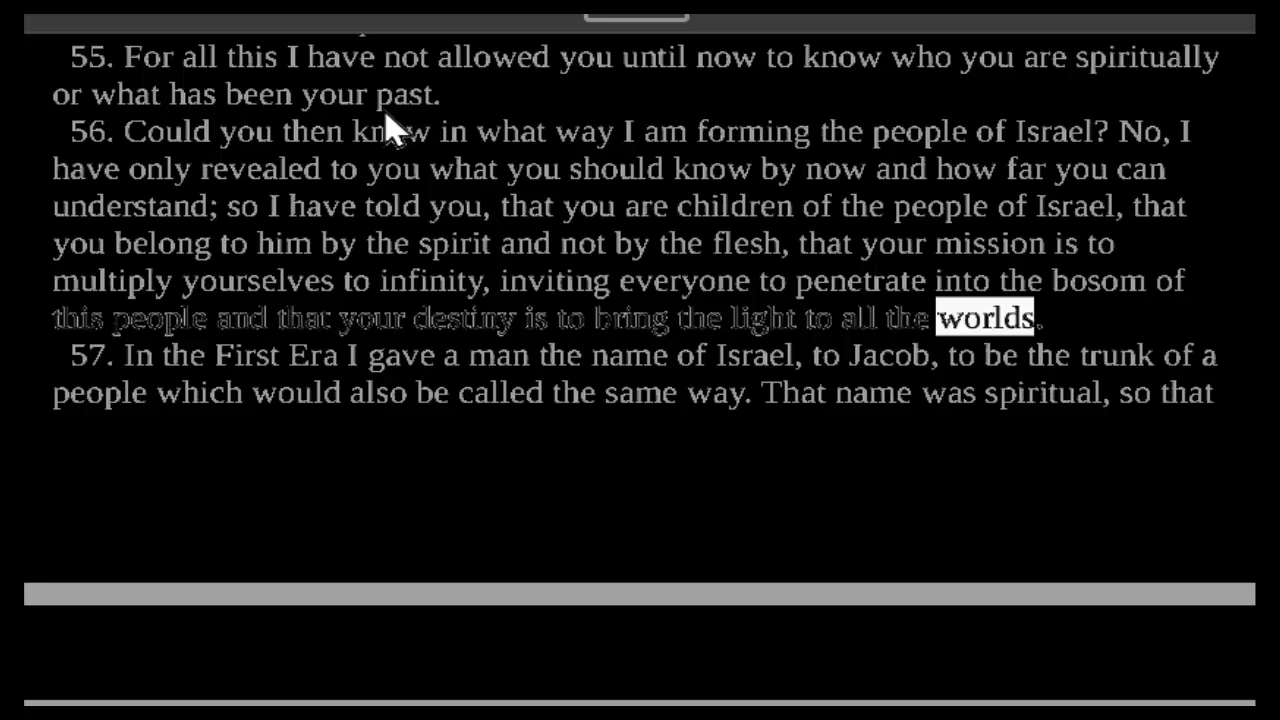 55. For all this I have not allowed you until now to know who you are spiritually
or what has been your past.
56. Could you then know in what way I am forming the people of Israel? No, I
have only revealed to you what you should know by now and how far you can
understand; so I have told you, that you are children of the people of Israel, that
you belong to him by the spirit and not by the flesh, that your mission is to
multiply yourselves to infinity, inviting everyone to penetrate into the bosom of
this people and that your destiny is to bring the light to all the worlds.
57. In the First Era I gave a man the name of Israel, to Jacob, to be the trunk of a
people which would also be called the same way. That name was spiritual, so that